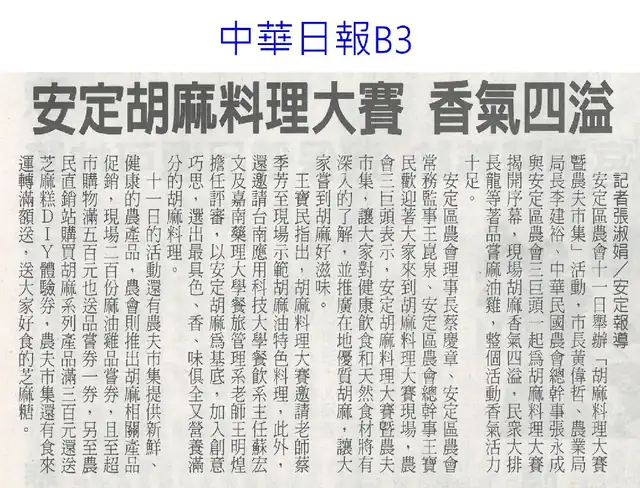 中華日報B3
安定胡麻料理大賽 香氣四溢
記者張淑娟／安定報導
安定區農會十一日舉辦「胡麻料理大賽
暨農夫市集」活動，市長黃偉哲、農業局
局長李建裕、中華民國農會總幹事張永成
與安定區農會三巨頭一起為胡麻料理大賽
揭開序幕，現場胡麻香氣四溢，民衆大排
長龍等著品嘗麻油雞，整個活動香氣活力
十足。
安定區農會理事長蔡慶章、安定區農會
常務監事王崑泉、安定區農會總幹事王寶
民歡迎著大家來到胡麻料理大賽現場，農
會三巨頭表示，安定胡麻料理大賽暨農夫
市集，讓大家對健康飲食和天然食材將有
深入的了解，並推廣在地優質胡麻，讓大
家嘗到胡麻好滋味。
王寶民指出，胡麻料理大賽邀請老師蔡
季芳至現場示範胡麻油特色料理，此外，
還邀請台南應用科技大學餐飲系主任蘇宏
文及嘉南藥理大學餐旅管理系老師王明煌
擔任評審，以安定胡麻為基底，加入創意
巧思，選出最具色、香、味俱全又營養滿
分的胡麻料理。
十一日的活動還有農夫市集提供新鮮、
健康的農產品，農會則推出胡麻相關產品
促銷，現場二百份麻油雞品嘗券，且至超
市購物滿五百元也送品嘗券一券，另至農
民直銷站購買胡麻系列產品滿三百元還送
芝麻糕DIY體驗券，農夫市集還有食來
運轉滿額送，送大家好食的芝麻糖。